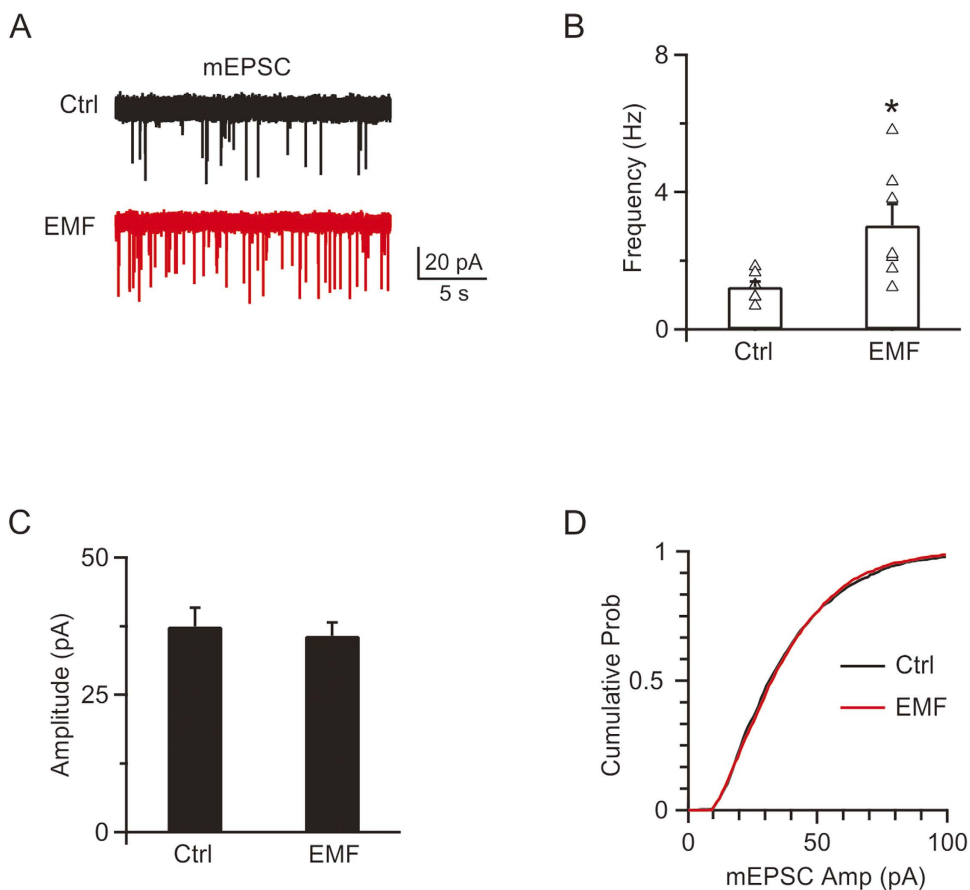 A
mEPSC
Ctrl
EMF
20 pA
5 s
B
Frequency (Hz)
8
4
0
*
Ctrl
EMF
C
Amplitude (pA)
50
25
0
Ctrl
EMF
D
Cumulative Prob
1
0.5
0
Ctrl
EMF
0
50
100
mEPSC Amp (pA)